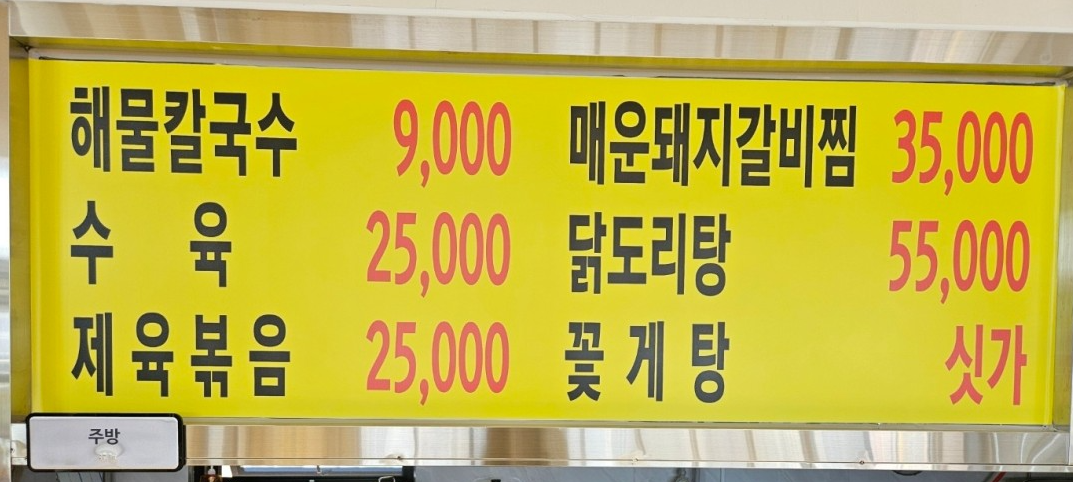 해물칼국수 9,000
수육 25,000
제육볶음 25,000
매운돼지갈비찜 35,000
닭도리탕 55,000
꽃게탕 싯가
주방